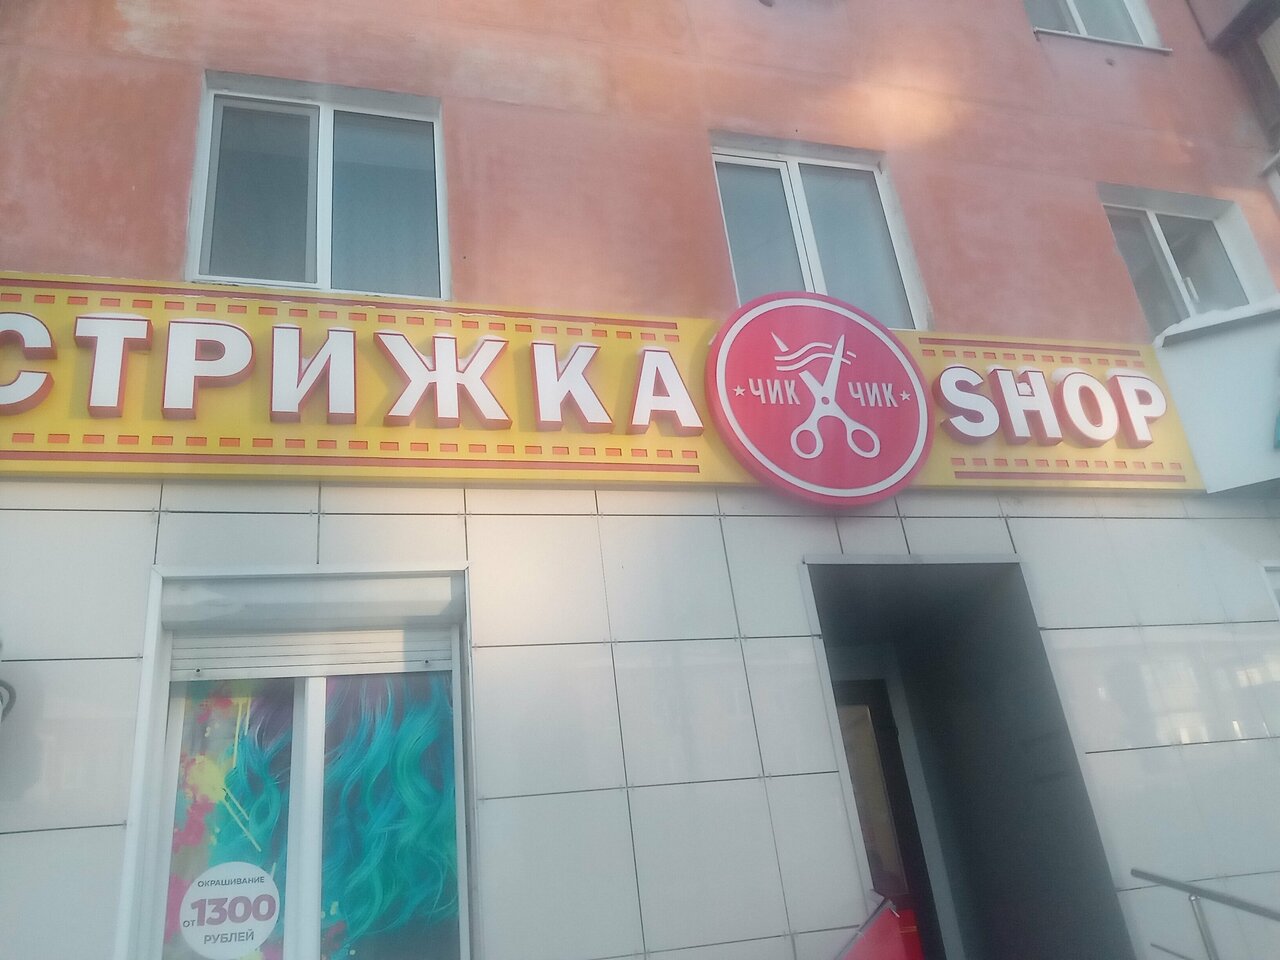 СТРИЖКА ЧИК ЧИК SHOP
ОКРАШИВАНИЕ
ОТ 1300
РУБЛЕЙ